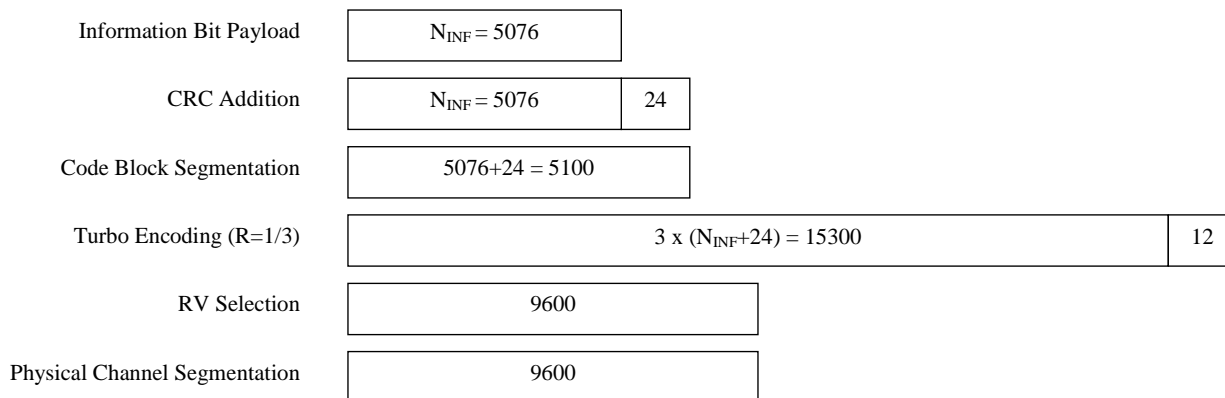 Information Bit Payload
N_INF = 5076
CRC Addition
N_INF = 5076
24
Code Block Segmentation
5076+24 = 5100
Turbo Encoding (R=1/3)
3 x (N_INF+24) = 15300
12
RV Selection
9600
Physical Channel Segmentation
9600